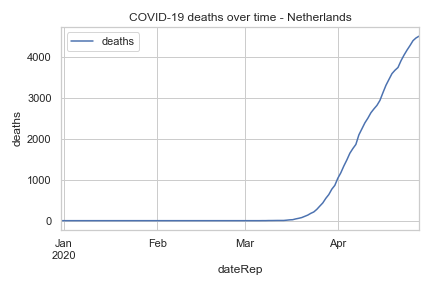 COVID-19 deaths over time - Netherlands
deaths
4000
3000
2000
1000
0
deaths
Jan
2020
Feb
Mar
Apr
dateRep